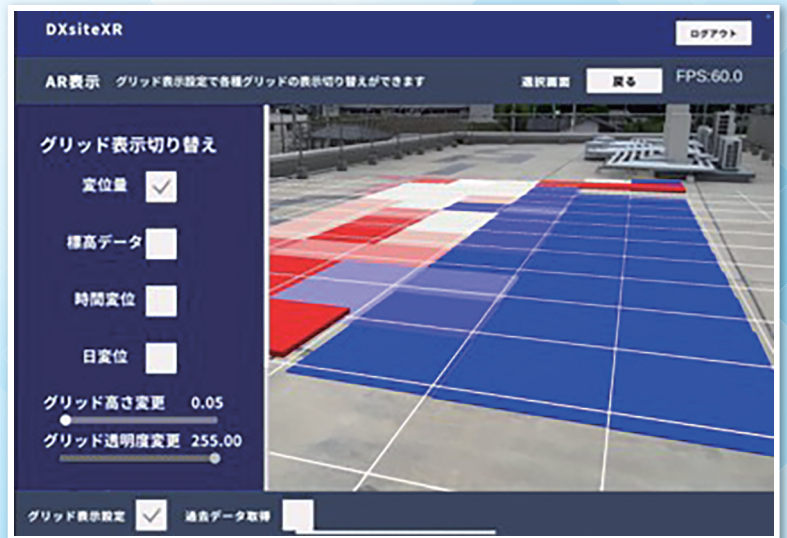 DXsiteXR
ログアウト
AR表示 グリッド表示設定で各種グリッドの表示切り替えができます 選択画面 戻る FPS:60.0
グリッド表示切り替え
変位量
標高データ
時間変位
日変位
グリッド高さ変更 0.05
グリッド透明度変更 255.00
グリッド表示設定 過去データ取得